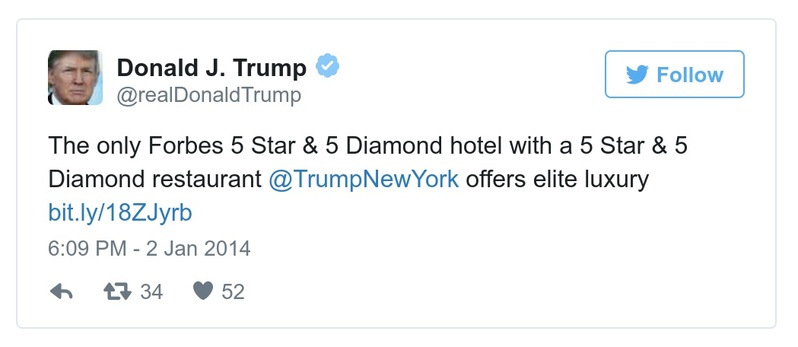 Donald J. Trump
@realDonaldTrump
Follow
The only Forbes 5 Star & 5 Diamond hotel with a 5 Star & 5
Diamond restaurant @TrumpNewYork offers elite luxury
bit.ly/18ZJyrb
6:09 PM - 2 Jan 2014
34 52